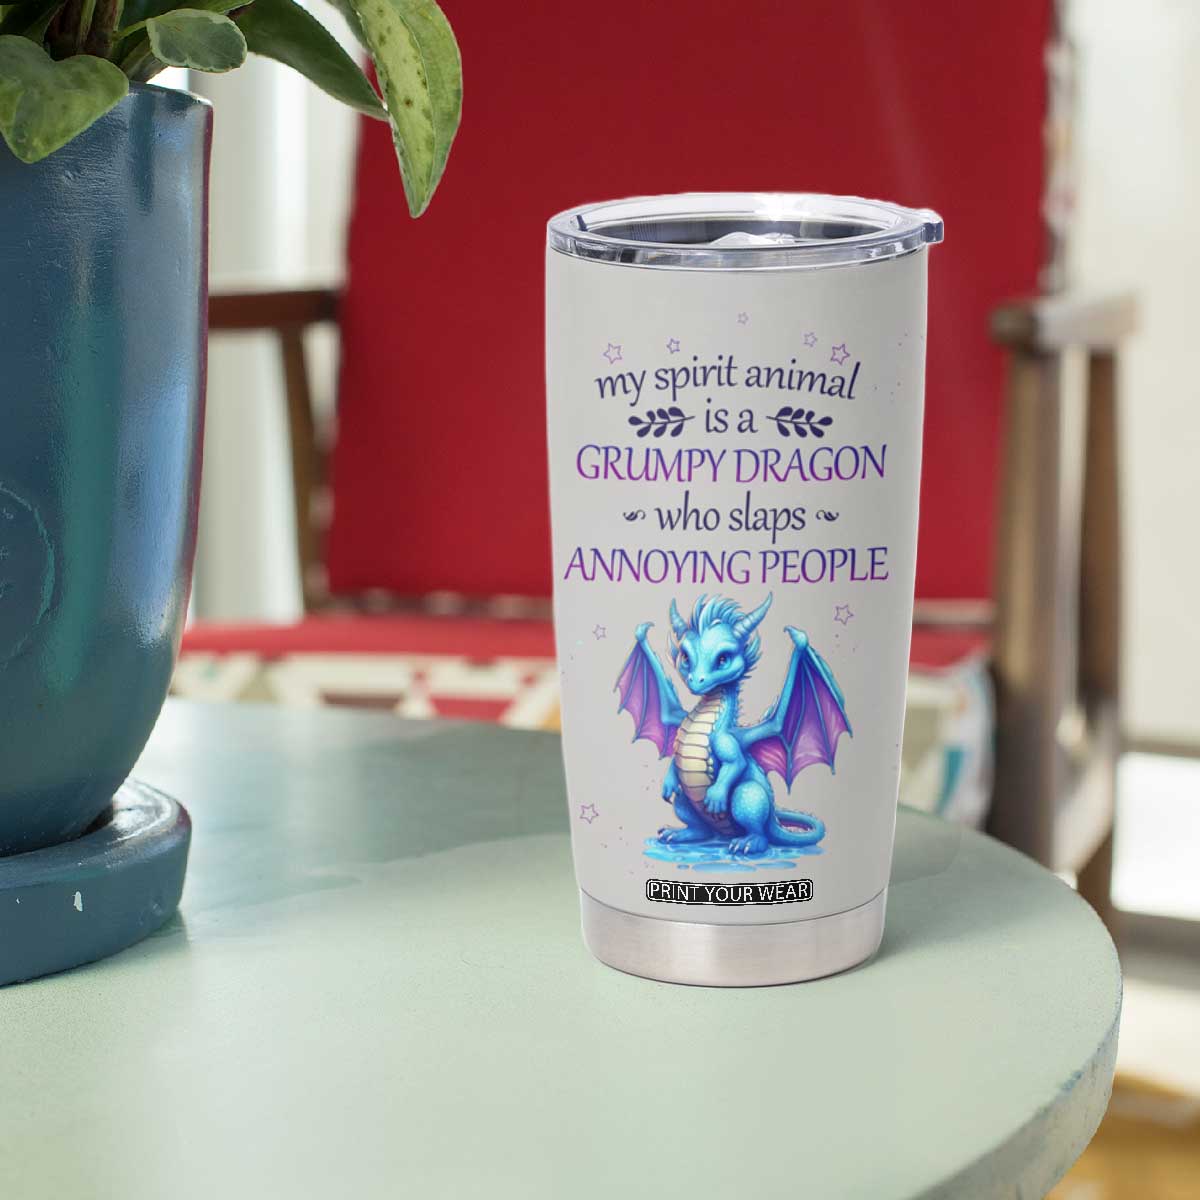 my spirit animal
is a
GRUMPY DRAGON
who slaps
ANNOYING PEOPLE
PRINT YOUR WEAR